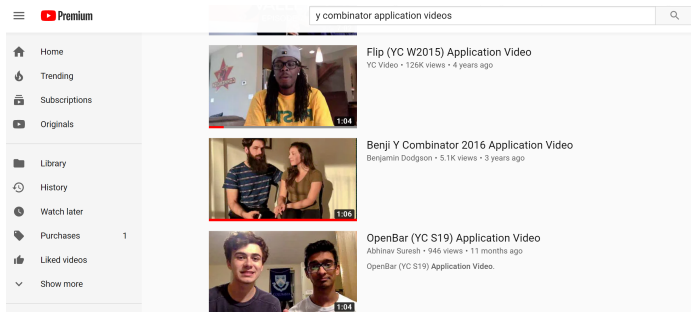 Premium
y combinator application videos
Home
Trending
Subscriptions
Originals
Library
History
Watch later
Purchases 1
Liked videos
Show more
1:04
Flip (YC W2015) Application Video
YC Video • 126K views • 4 years ago
1:06
Benji Y Combinator 2016 Application Video
Benjamin Dodgson • 5.1K views • 3 years ago
1:04
OpenBar (YC S19) Application Video
Abhinav Suresh • 946 views • 11 months ago
OpenBar (YC S19) Application Video.